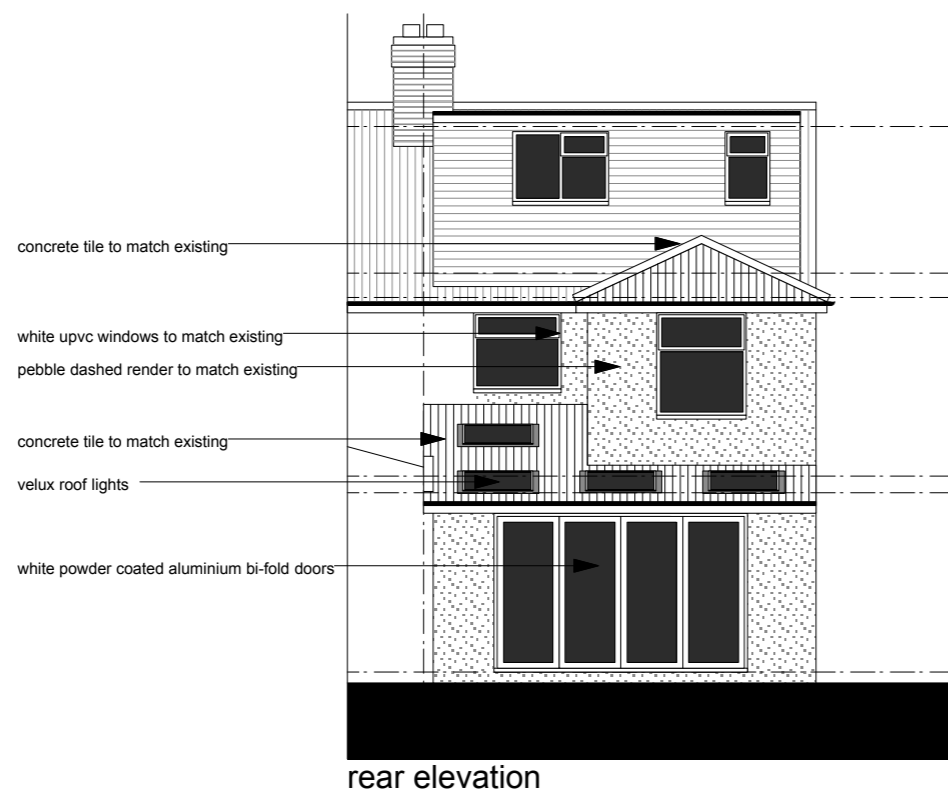 concrete tile to match existing
white upvc windows to match existing
pebble dashed render to match existing
concrete tile to match existing
velux roof lights
white powder coated aluminium bi-fold doors
rear elevation